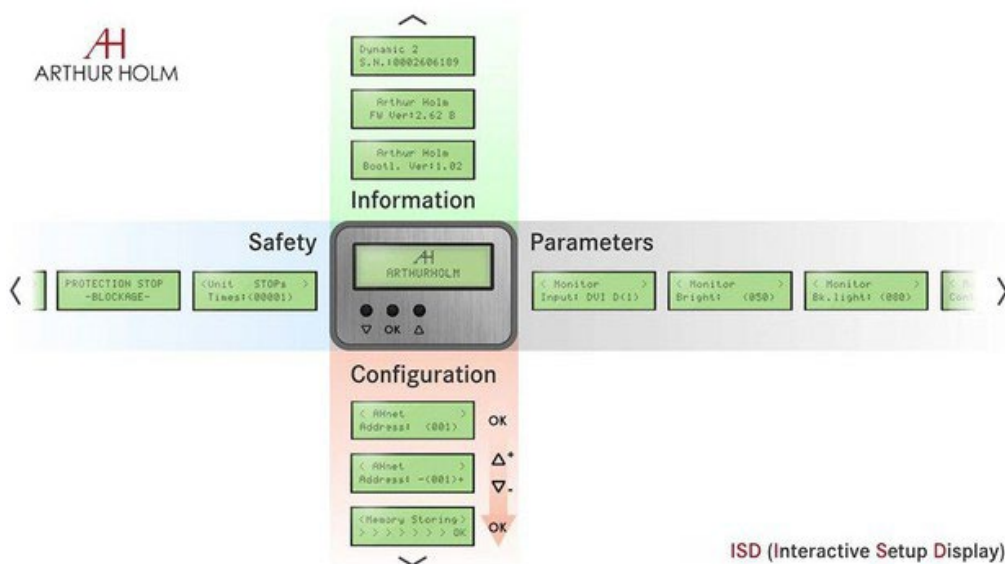 AH
ARTHUR HOLM
Dynamic 2
S.N.:0002606189
Arthur Holm
FW Ver:2.62 B
Arthur Holm
Bootl. Ver:1.02
Information
Safety
Parameters
PROTECTION STOP
-BLOCKAGE-
<Unit STOPs >
Times:(00001)
AH
ARTHURHOLM
▽ OK △
< Monitor >
Input: DVI D(1)
< Monitor >
Bright: (050)
< Monitor >
Bk.light: (080)
Configuration
< AHnet >
Address: (001)
OK
< AHnet >
Address: -(001)+
△+
▽-
<Memory Storing>
> > > > > > > OK
OK
ISD (Interactive Setup Display)